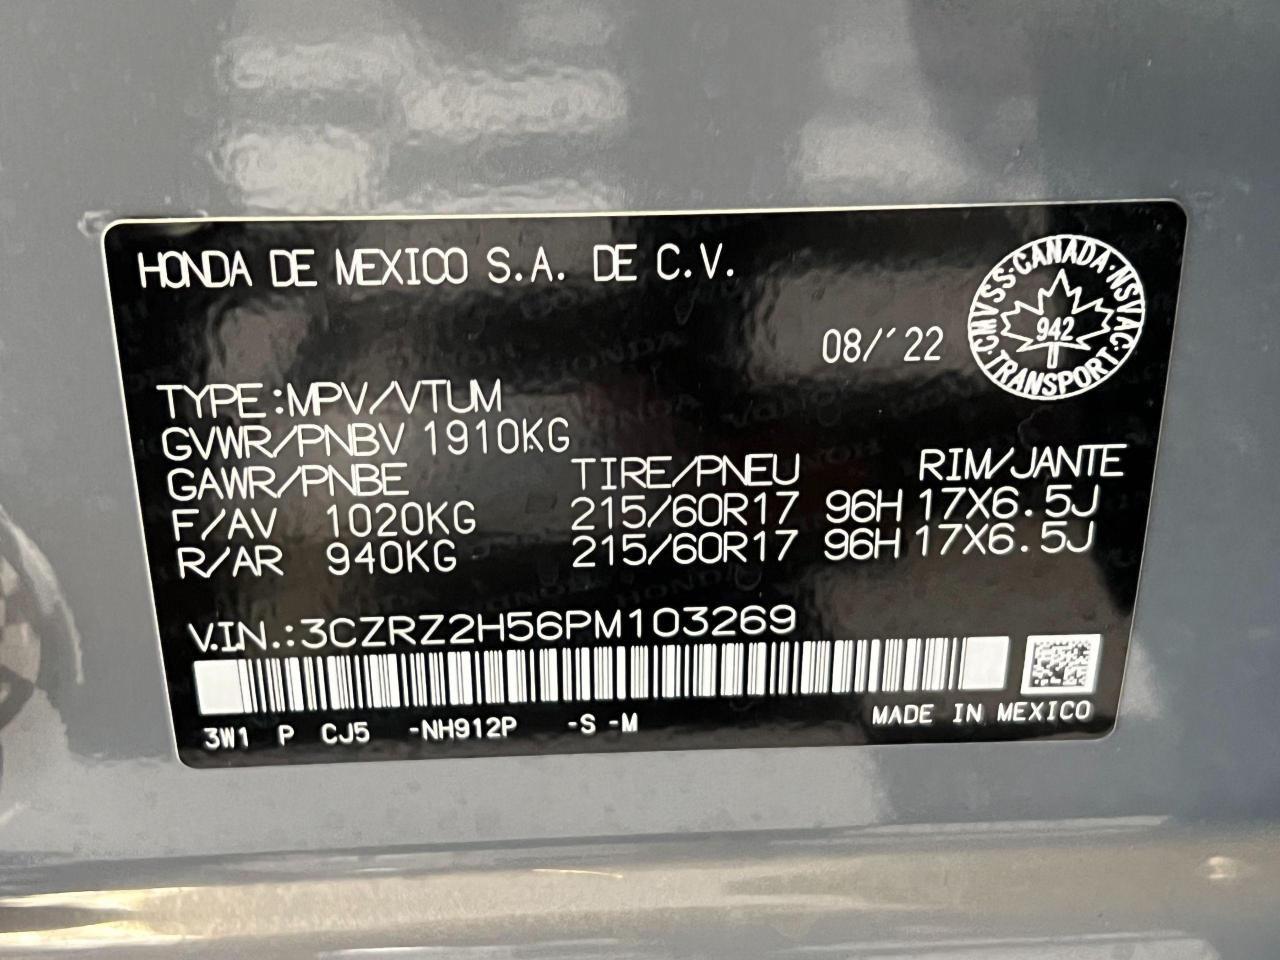 HONDA DE MEXICO S.A. DE C.V.
CMVSS·CANADA·NSVAC·TRANSPORT·
942
08/'22
TYPE:MPV/VTUM
GVWR/PNBV 1910KG
GAWR/PNBE TIRE/PNEU RIM/JANTE
F/AV 1020KG 215/60R17 96H 17X6.5J
R/AR 940KG 215/60R17 96H 17X6.5J
V.IN.:3CZRZ2H56PM103269
3W1 P CJ5 -NH912P -S -M MADE IN MEXICO